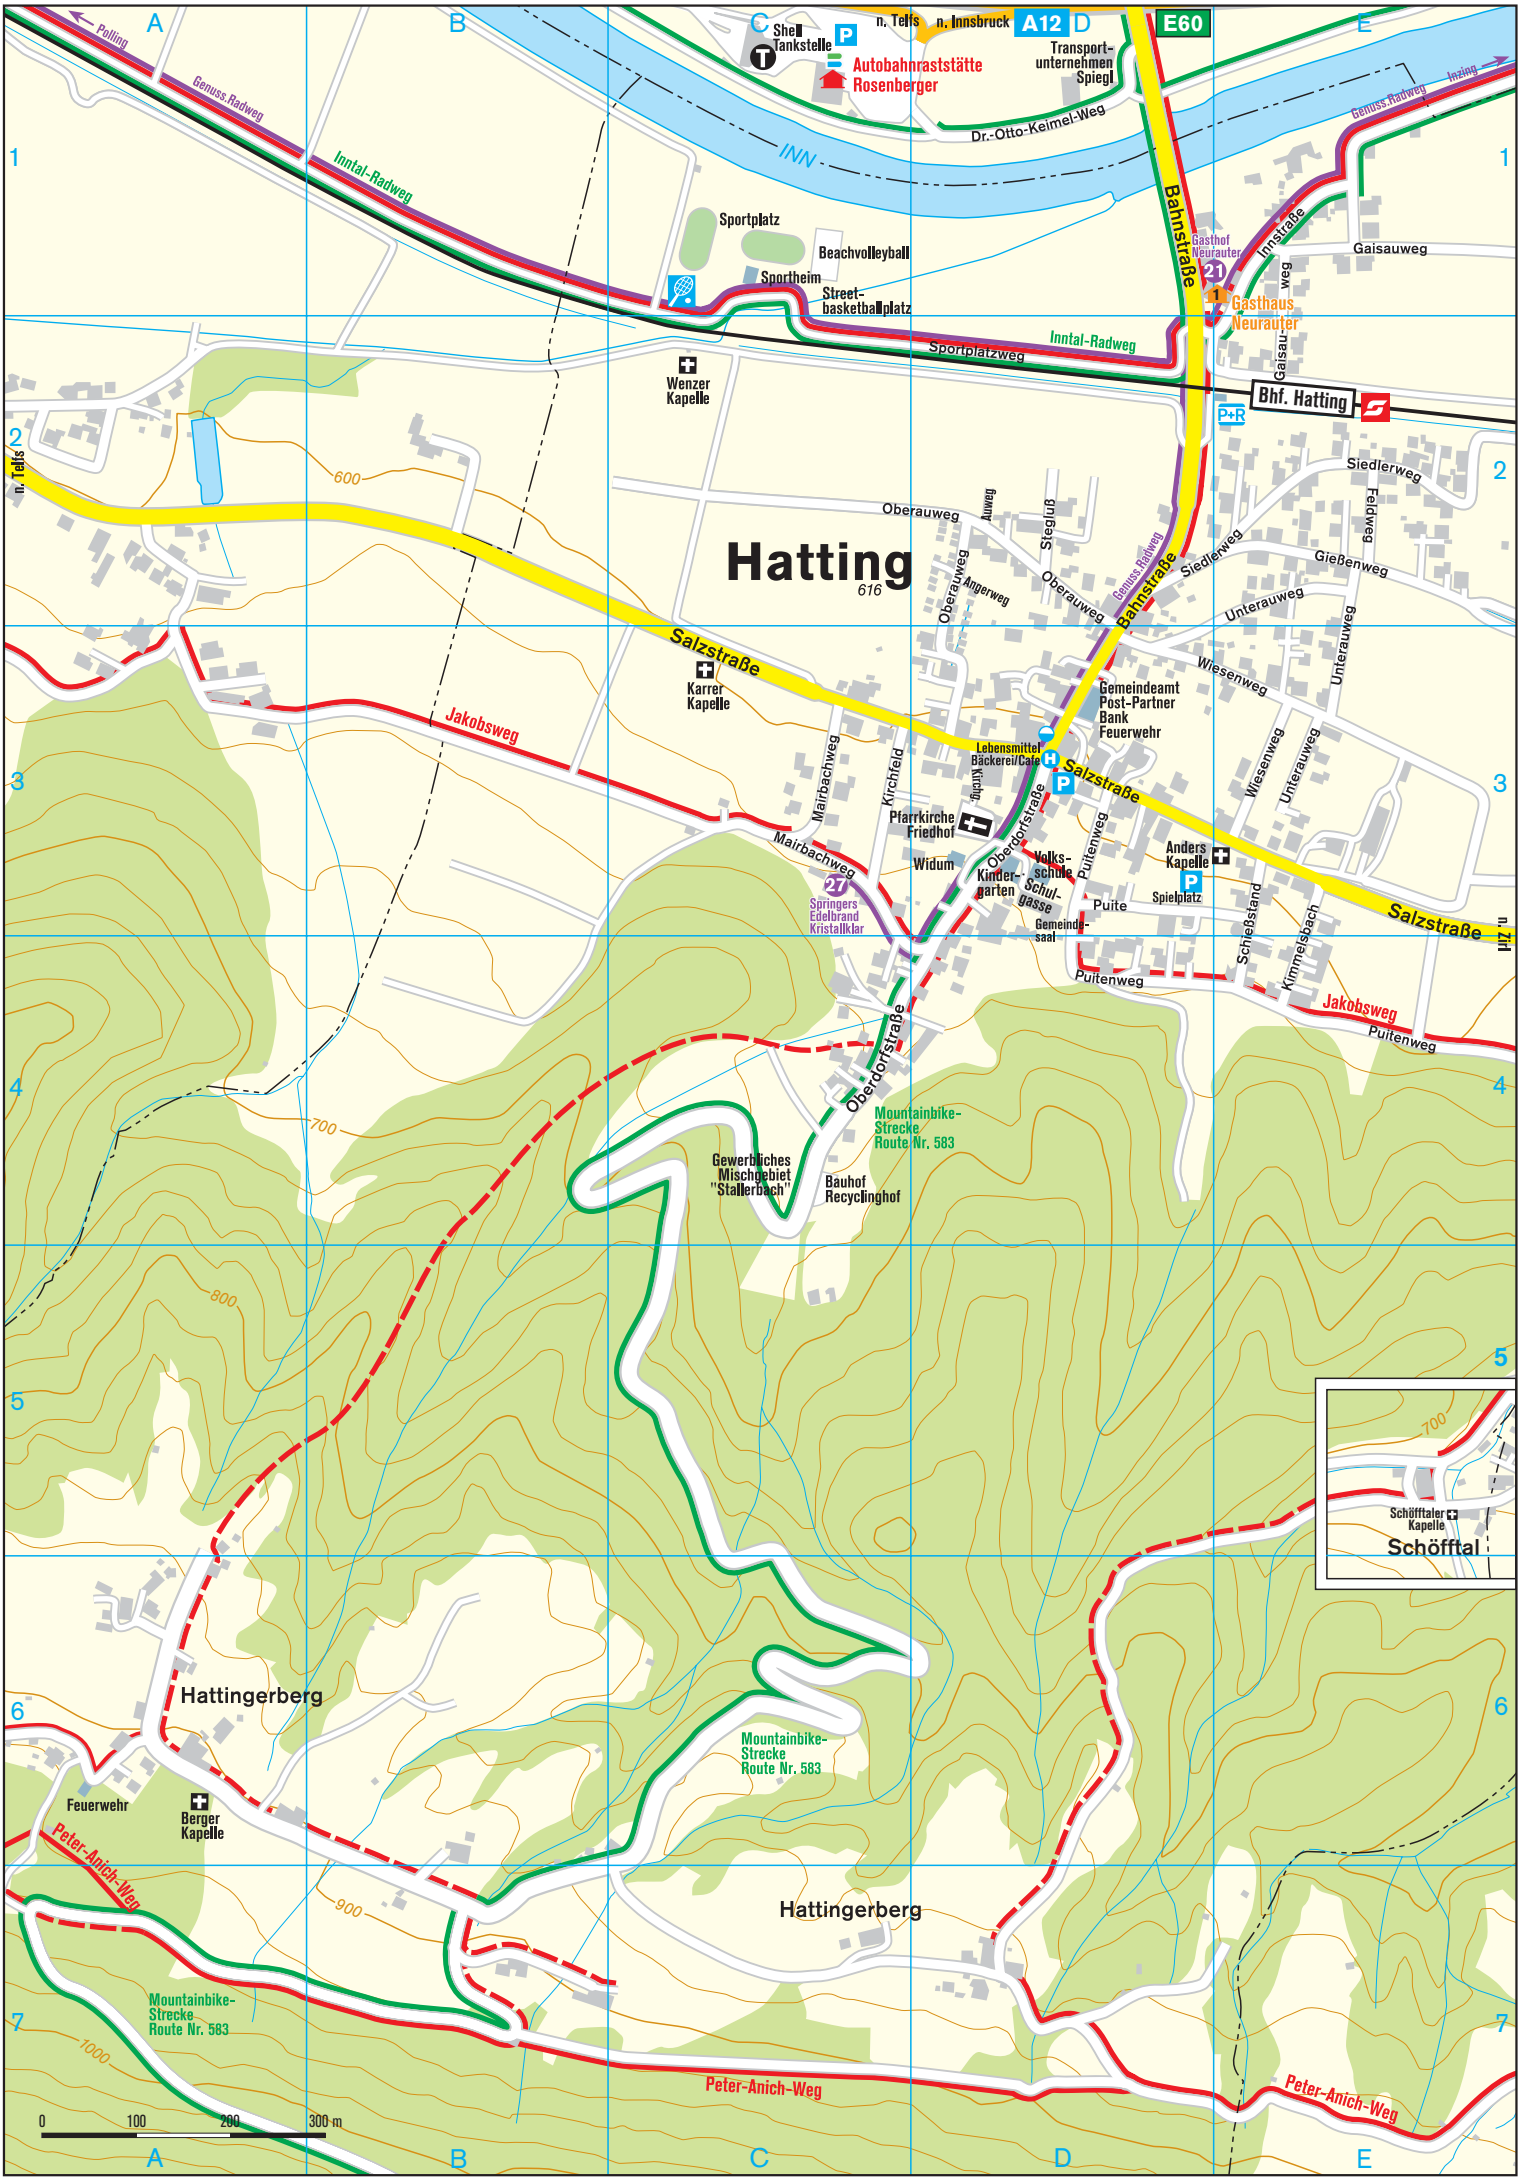 A
B
C
D
E
Polling
Shell
Tankstelle
T
P
n. Telfs
n. Innsbruck
A12
E60
Autobahnraststätte
Rosenberger
Transport-
unternehmen
Spiegl
Inzing
Genuss.Radweg
Genuss.Radweg
Dr.-Otto-Keimel-Weg
1
INN
1
Inntal-Radweg
Bahnstraße
Sportplatz
Beachvolleyball
Sportheim
Street-
basketballplatz
Gasthof
Neurauter
21
Innstraße
Gaisauweg
1
Gasthaus
Neurauter
Gaisau-
weg
Inntal-Radweg
Sportplatzweg
Wenzer
Kapelle
Bhf. Hatting
P+R
2
2
n. Telfs
600
Siedlerweg
Feldweg
Oberauweg
Auweg
Stegluß
Hatting
616
Genuss.Radweg
Bahnstraße
Siedlerweg
Gießenweg
Oberauweg
Angerweg
Oberauweg
Unterauweg
Unterauweg
Salzstraße
Karrer
Kapelle
Wiesenweg
Gemeindeamt
Post-Partner
Bank
Feuerwehr
Jakobsweg
Lebensmittel
Bäckerei/Cafe
H
P
Salzstraße
Wiesenweg
Unterauweg
3
3
Mairbachweg
Kirchfeld
Kirchg.
Pfarrkirche
Friedhof
Oberdorfstraße
Puitenweg
Mairbachweg
Widum
Volks-
schule
Kinder-
garten
Schul-
gasse
Anders
Kapelle
P
Spielplatz
27
Springers
Edelbrand
Kristallklar
Puite
Gemeinde-
saal
Schießstand
Kimmelsbach
Salzstraße
n. Zirl
Puitenweg
Jakobsweg
Puitenweg
Oberdorfstraße
4
4
700
Mountainbike-
Strecke
Route Nr. 583
Gewerbliches
Mischgebiet
"Stallerbach"
Bauhof
Recyclinghof
800
5
5
700
Schöfftaler
Kapelle
Schöfftal
Hattingerberg
6
6
Mountainbike-
Strecke
Route Nr. 583
Feuerwehr
Berger
Kapelle
Peter-Anich-Weg
900
Hattingerberg
Mountainbike-
Strecke
Route Nr. 583
7
7
1000
Peter-Anich-Weg
Peter-Anich-Weg
0 100 200 300 m
A
B
C
D
E